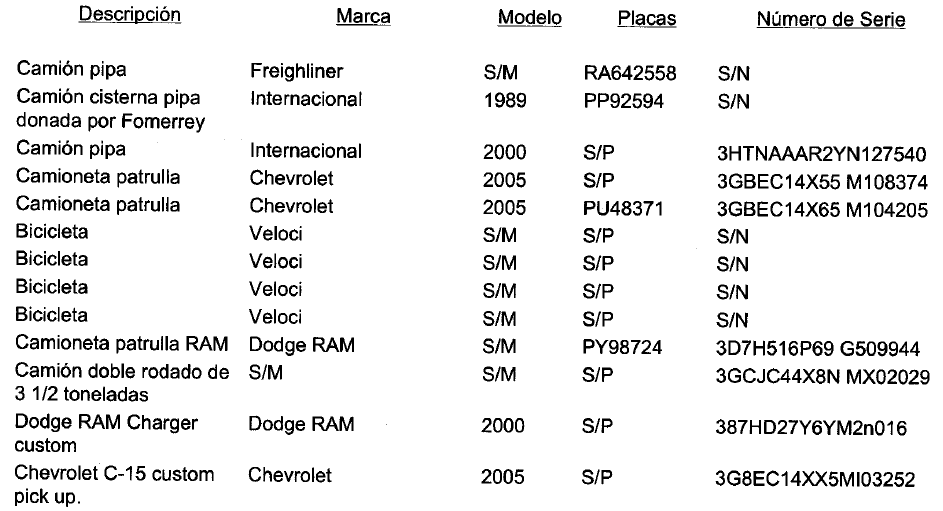 Descripción Marca Modelo Placas Número de Serie
Camión pipa Freighliner S/M RA642558 S/N
Camión cisterna pipa Internacional 1989 PP92594 S/N
donada por Fomerrey
Camión pipa Internacional 2000 S/P 3HTNAAAR2YN127540
Camioneta patrulla Chevrolet 2005 S/P 3GBEC14X55 M108374
Camioneta patrulla Chevrolet 2005 PU48371 3GBEC14X65 M104205
Bicicleta Veloci S/M S/P S/N
Bicicleta Veloci S/M S/P S/N
Bicicleta Veloci S/M S/P S/N
Bicicleta Veloci S/M S/P S/N
Camioneta patrulla RAM Dodge RAM S/M PY98724 3D7H516P69 G509944
Camión doble rodado de S/M S/M S/P 3GCJC44X8N MX02029
3 1/2 toneladas
Dodge RAM Charger Dodge RAM 2000 S/P 387HD27Y6YM2n016
custom
Chevrolet C-15 custom Chevrolet 2005 S/P 3G8EC14XX5MI03252
pick up.